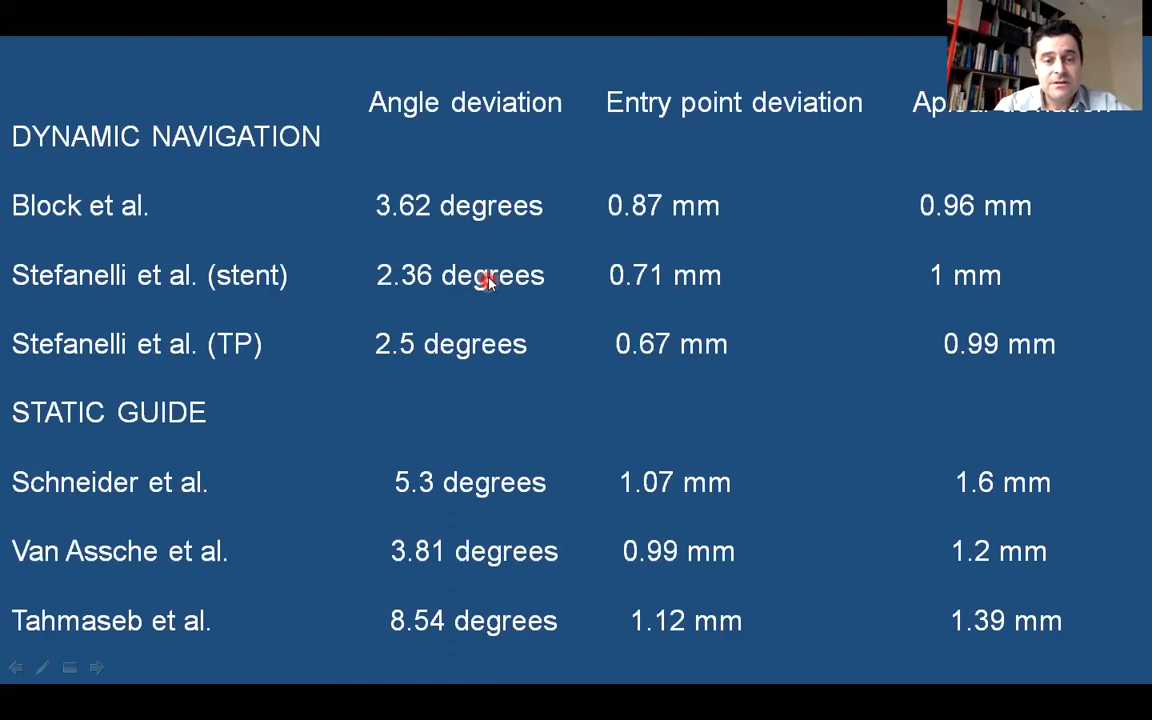 Angle deviation Entry point deviation
DYNAMIC NAVIGATION
Block et al. 3.62 degrees 0.87 mm 0.96 mm
Stefanelli et al. (stent) 2.36 degrees 0.71 mm 1 mm
Stefanelli et al. (TP) 2.5 degrees 0.67 mm 0.99 mm
STATIC GUIDE
Schneider et al. 5.3 degrees 1.07 mm 1.6 mm
Van Assche et al. 3.81 degrees 0.99 mm 1.2 mm
Tahmaseb et al. 8.54 degrees 1.12 mm 1.39 mm